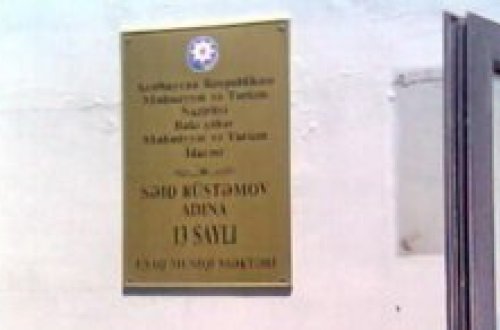 Azərbaycan Respublikası
Mədəniyyət və Turizm
Nazirliyi
Bakı şəhər
Mədəniyyət və Turizm
İdarəsi
SƏİD RÜSTƏMOV
ADINA
13 SAYLI
UŞAQ MUSİQİ MƏKTƏBİ